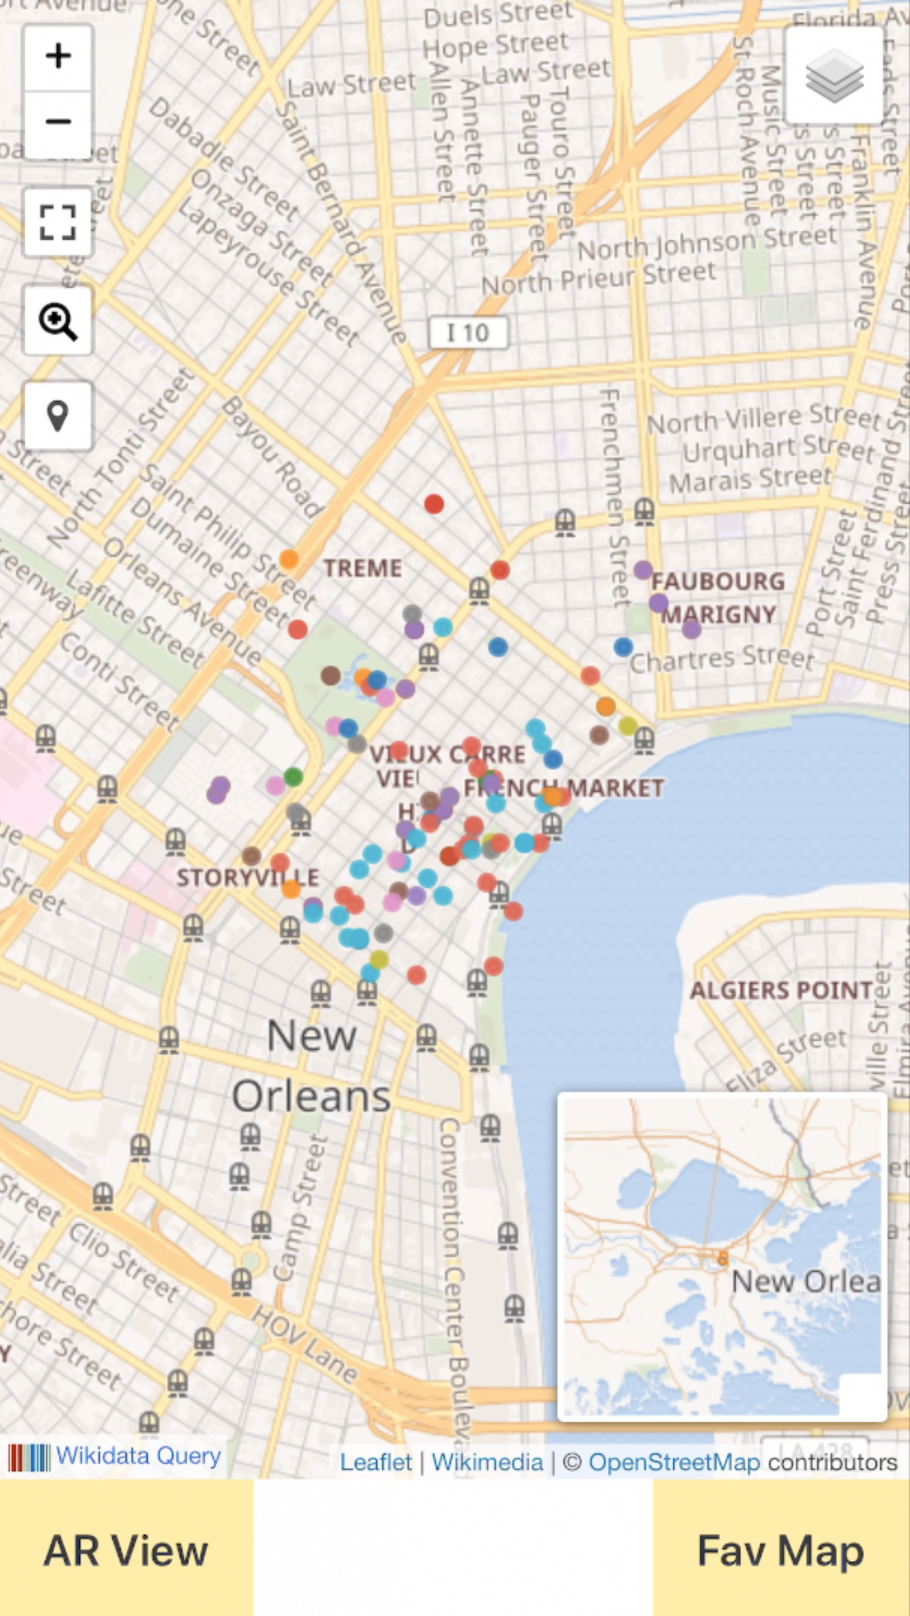 Duels Street
Florida Av
Hope Street
Law Street
Law Street
Allen Street
Annette Street
Pauger Street
Touro Street
St Roch Avenue
Music Street
Franklin Avenue
Saint Bernard Avenue
Dabadie Street
Onzaga Street
Lapeyrouse Street
North Johnson Street
North Prieur Street
I 10
North Tonti Street
Bayou Road
Frenchmen Street
North Villere Street
Urquhart Street
Marais Street
Saint Philip Street
Dumaine Street
Orleans Avenue
Lafitte Street
Conti Street
TREME
FAUBOURG
MARIGNY
Port Street
Saint Ferdinand Street
Press Street
Chartres Street
VIEUX CARRE
FRENCH MARKET
STORYVILLE
ALGIERS POINT
Eliza Street
New
Orleans
Camp Street
Convention Center Boulev
Clio Street
HOV Lane
New Orlea
Wikidata Query
Leaflet | Wikimedia | © OpenStreetMap contributors
AR View
Fav Map